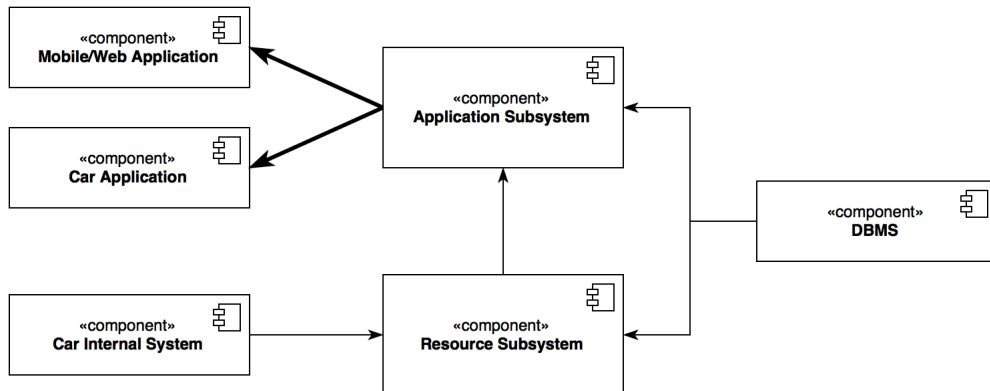 «component»
Mobile/Web Application
«component»
Application Subsystem
«component»
Car Application
«component»
DBMS
«component»
Car Internal System
«component»
Resource Subsystem